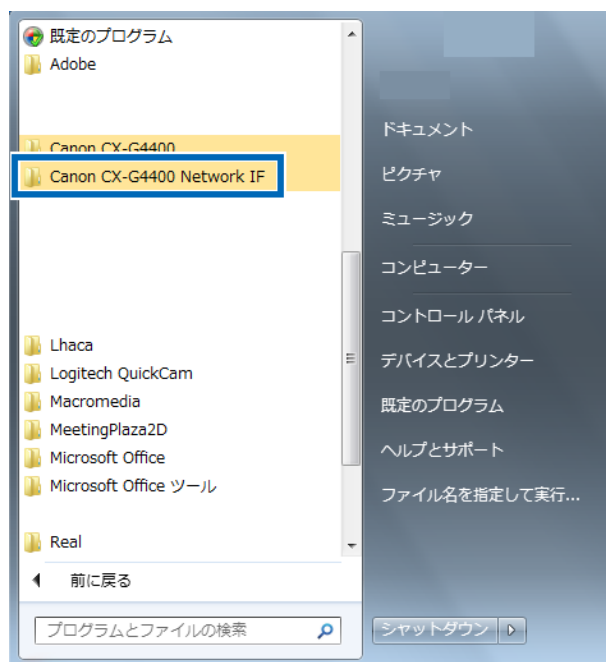 既定のプログラム
Adobe
Canon CX-G4400
Canon CX-G4400 Network IF
Lhaca
Logitech QuickCam
Macromedia
MeetingPlaza2D
Microsoft Office
Microsoft Office ツール
Real
前に戻る
プログラムとファイルの検索
ドキュメント
ピクチャ
ミュージック
コンピューター
コントロール パネル
デバイスとプリンター
既定のプログラム
ヘルプとサポート
ファイル名を指定して実行...
シャットダウン